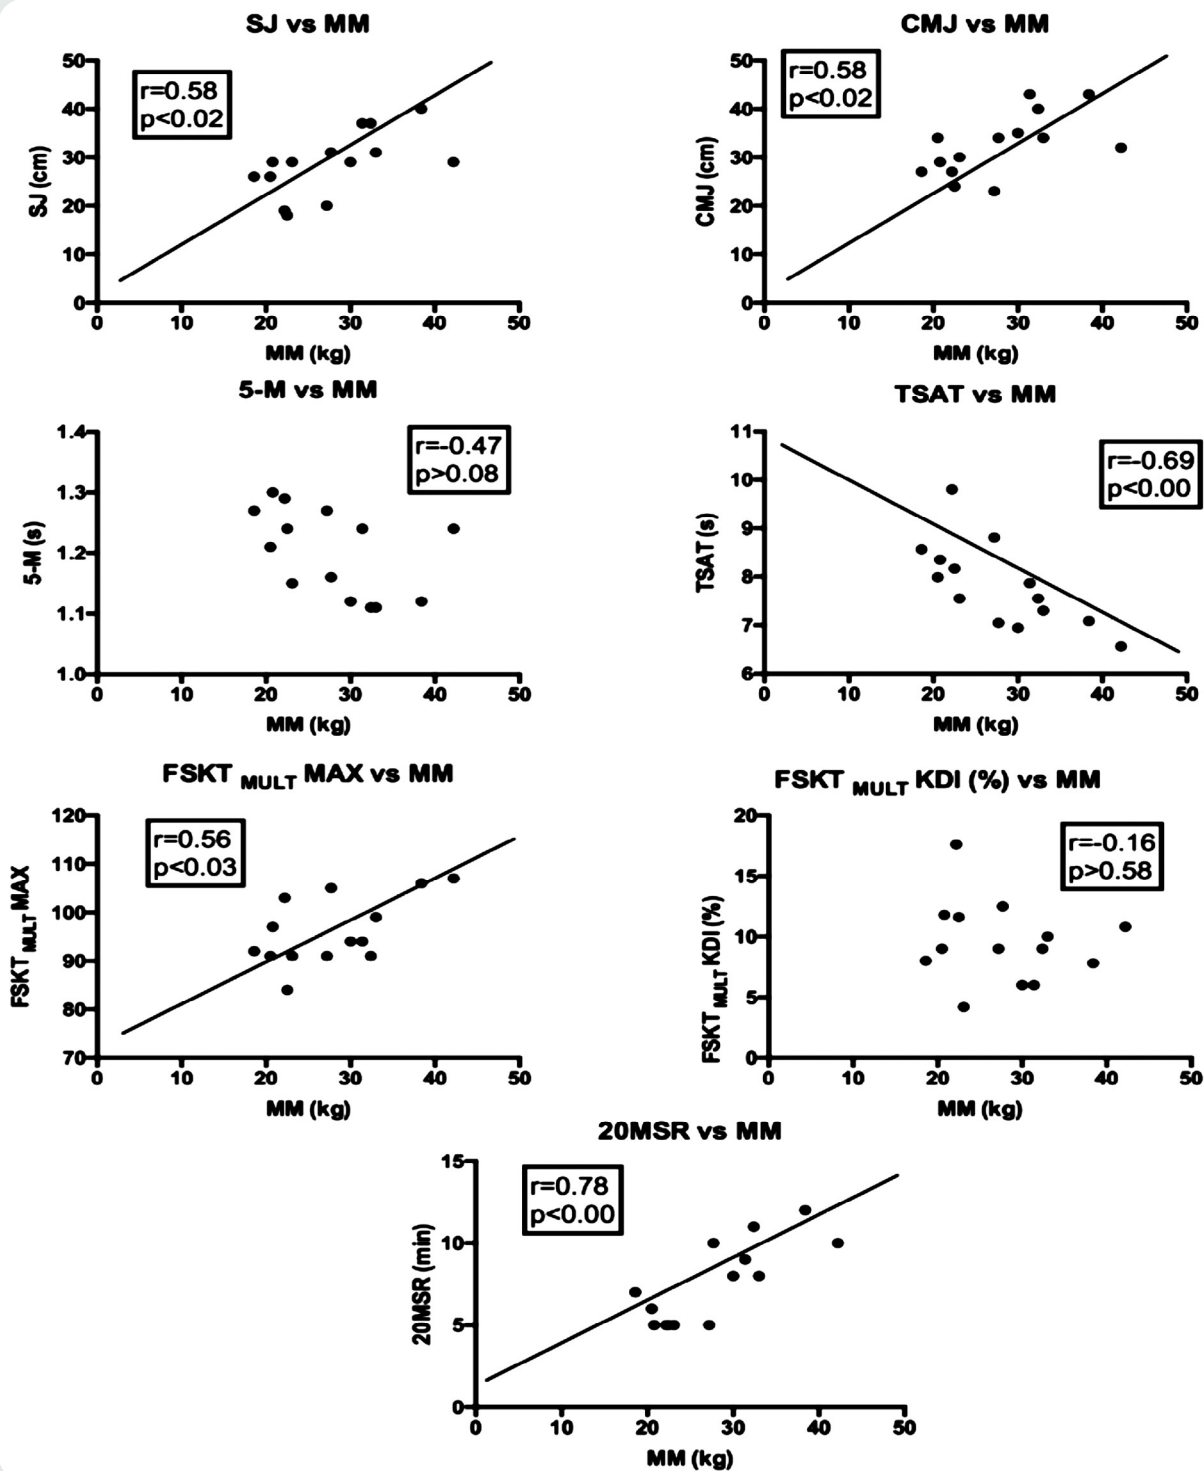 SJ vs MM
50
40
30
20
10
0
SJ (cm)
r=0.58
p<0.02
0 10 20 30 40 50
MM (kg)
CMJ vs MM
50
40
30
20
10
0
CMJ (cm)
r=0.58
p<0.02
0 10 20 30 40 50
MM (kg)
5-M vs MM
1.4
1.3
1.2
1.1
1.0
5-M (s)
r=-0.47
p>0.08
0 10 20 30 40 50
MM (kg)
TSAT vs MM
11
10
9
8
7
6
TSAT (s)
r=-0.69
p<0.00
0 10 20 30 40 50
MM (kg)
FSKT MULT MAX vs MM
120
110
100
90
80
70
FSKT MULT MAX
r=0.56
p<0.03
0 10 20 30 40 50
MM (kg)
FSKT MULT KDI (%) vs MM
20
15
10
5
0
FSKT MULT KDI (%)
r=-0.16
p>0.58
0 10 20 30 40 50
MM (kg)
20MSR vs MM
15
10
5
0
20MSR (min)
r=0.78
p<0.00
0 10 20 30 40 50
MM (kg)